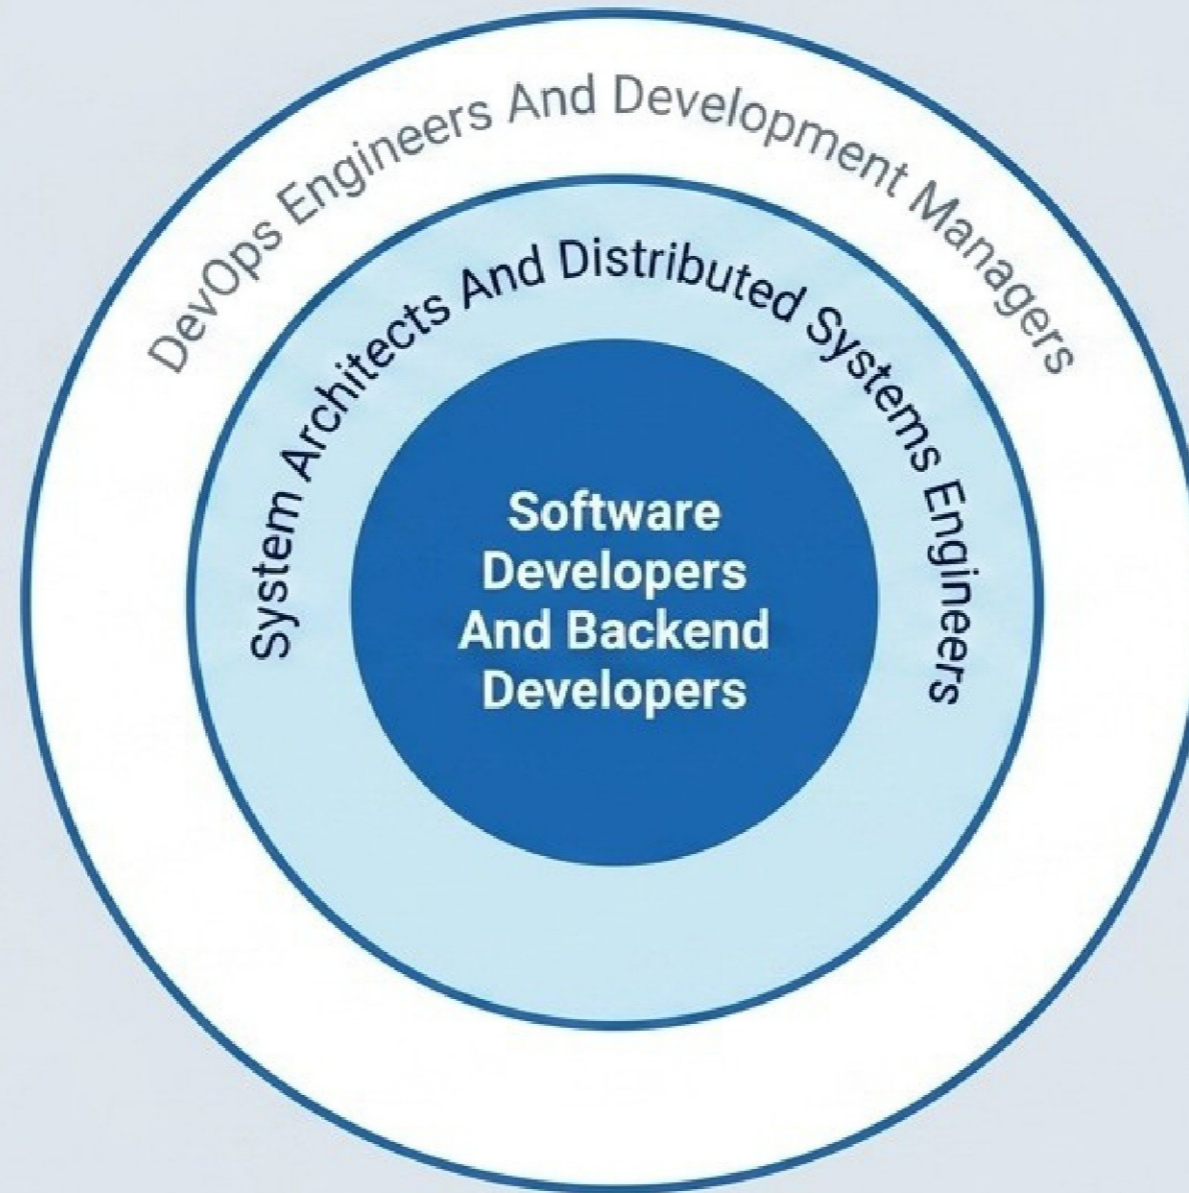 DevOps Engineers And Development Managers
System Architects And Distributed Systems Engineers
Software
Developers
And Backend
Developers